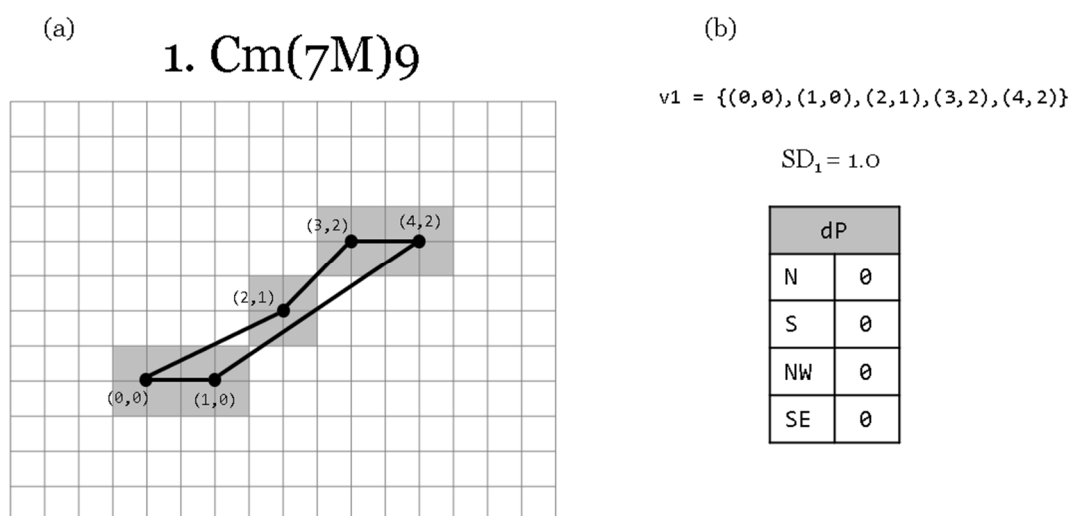 (a)
1. Cm(7M)9
(3,2)
(4,2)
(2,1)
(0,0)
(1,0)
(b)
v1 = {(0,0),(1,0),(2,1),(3,2),(4,2)}
SD₁ = 1.0
dP
N 0
S 0
NW 0
SE 0